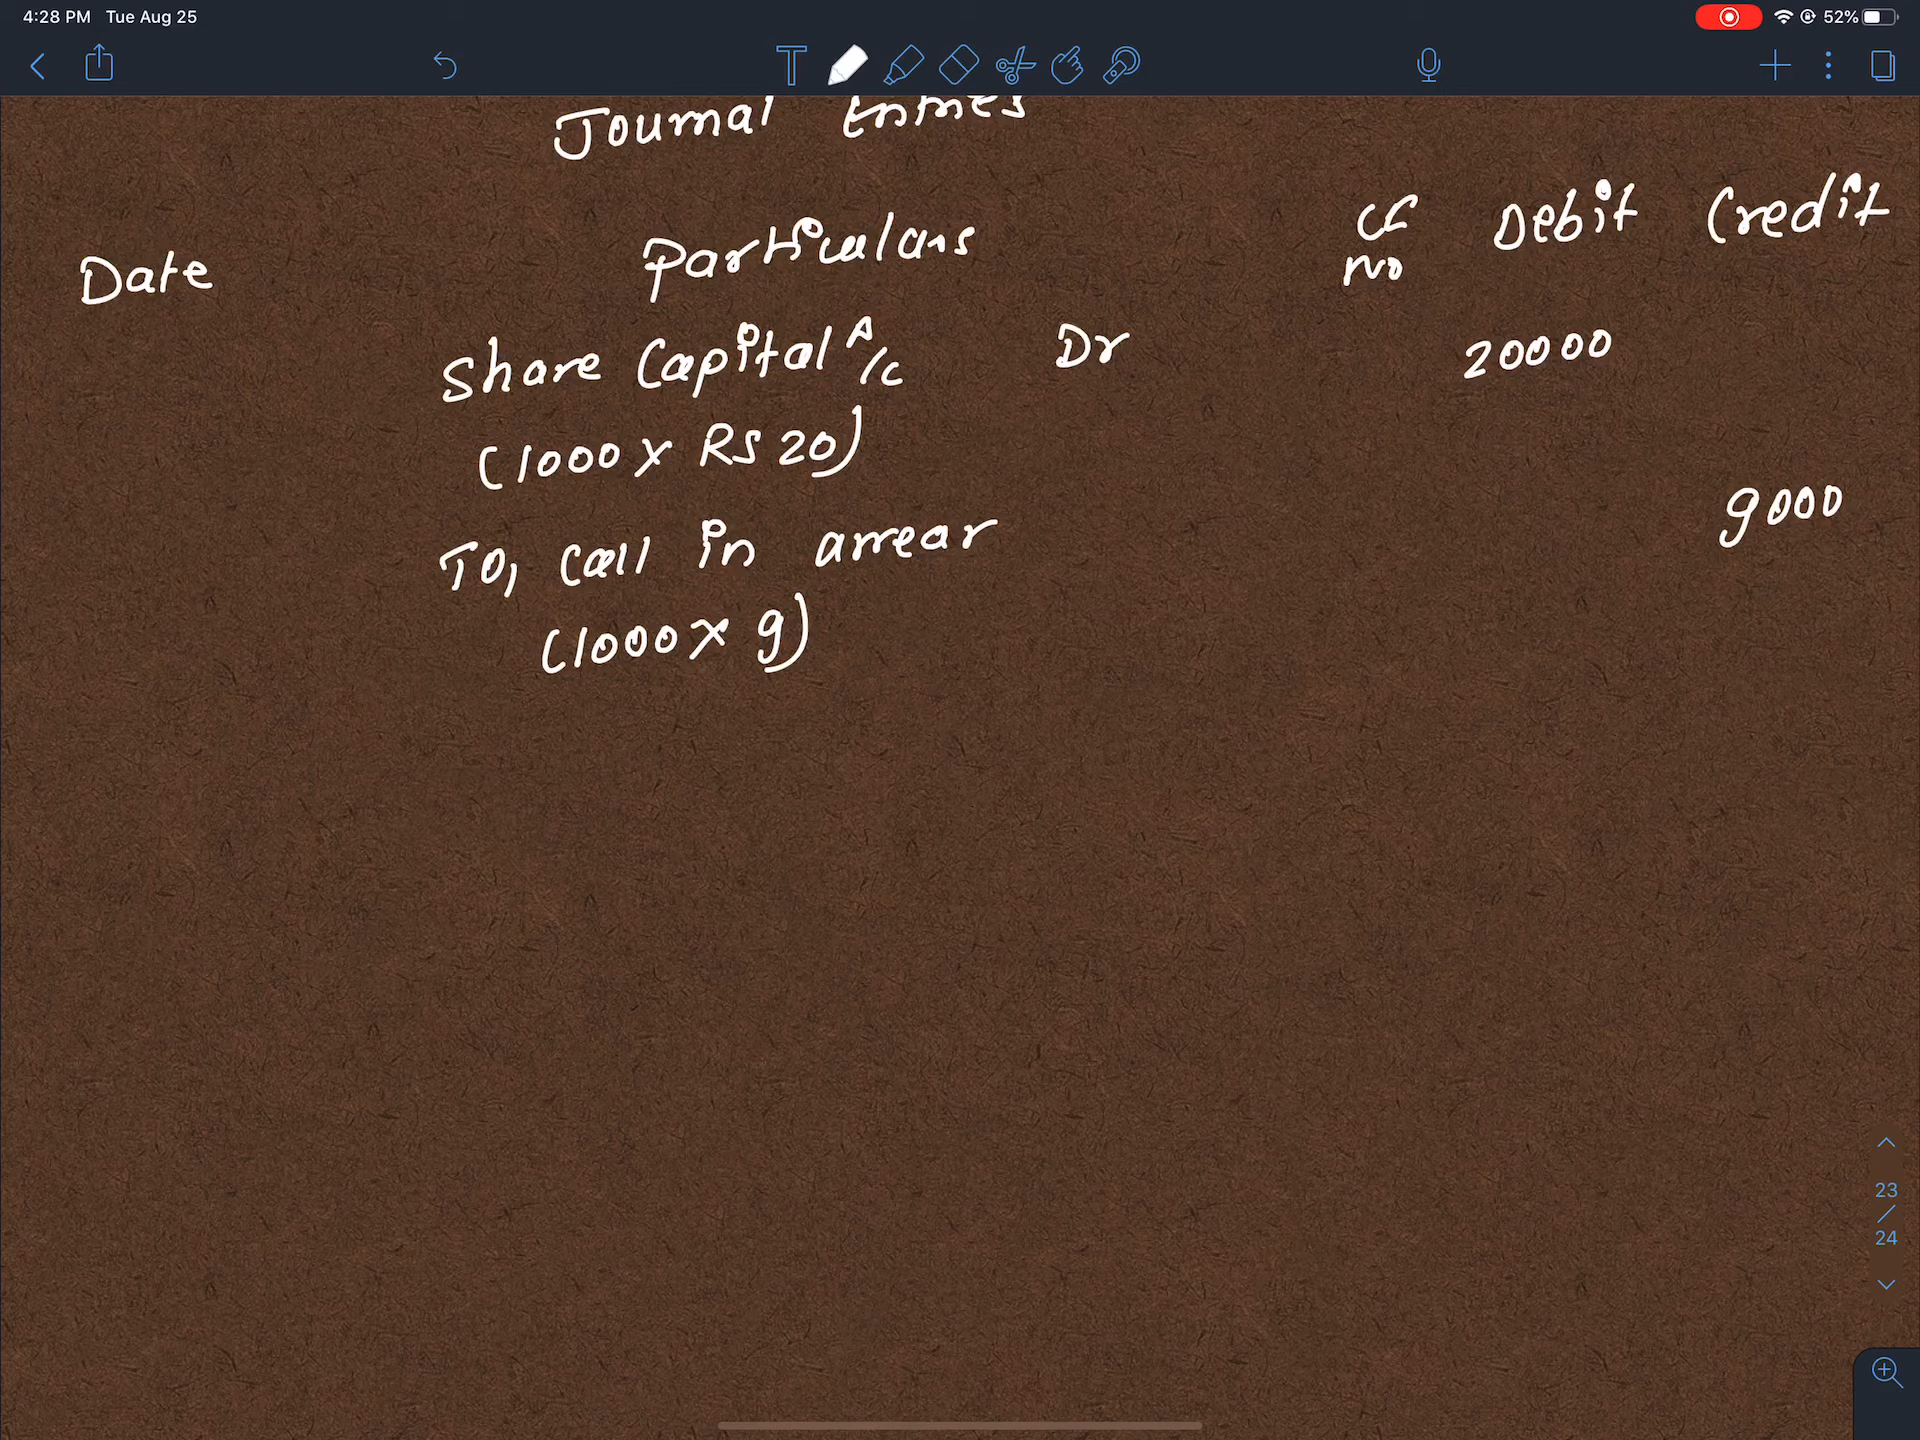 4:28 PM Tue Aug 25 52%
Journal Entries
Date Particulars Debit Credit
No
Share Capital A/c Dr 20000
(1000 x RS 20)
To, call in arrear 9000
(1000 x 9)
23
/
24